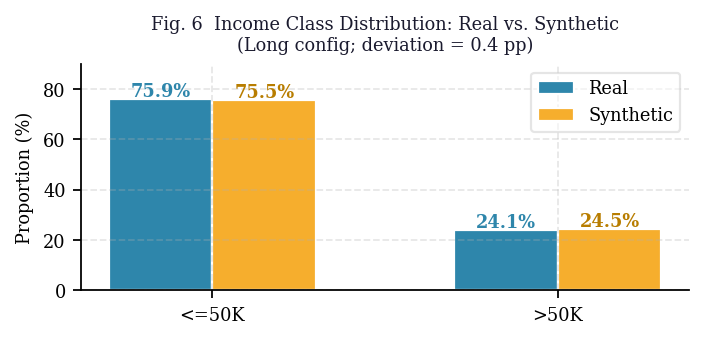 Fig. 6  Income Class Distribution: Real vs. Synthetic
(Long config; deviation = 0.4 pp)
Proportion (%)
80
60
40
20
0
75.9%
75.5%
24.1%
24.5%
Real
Synthetic
<=50K
>50K